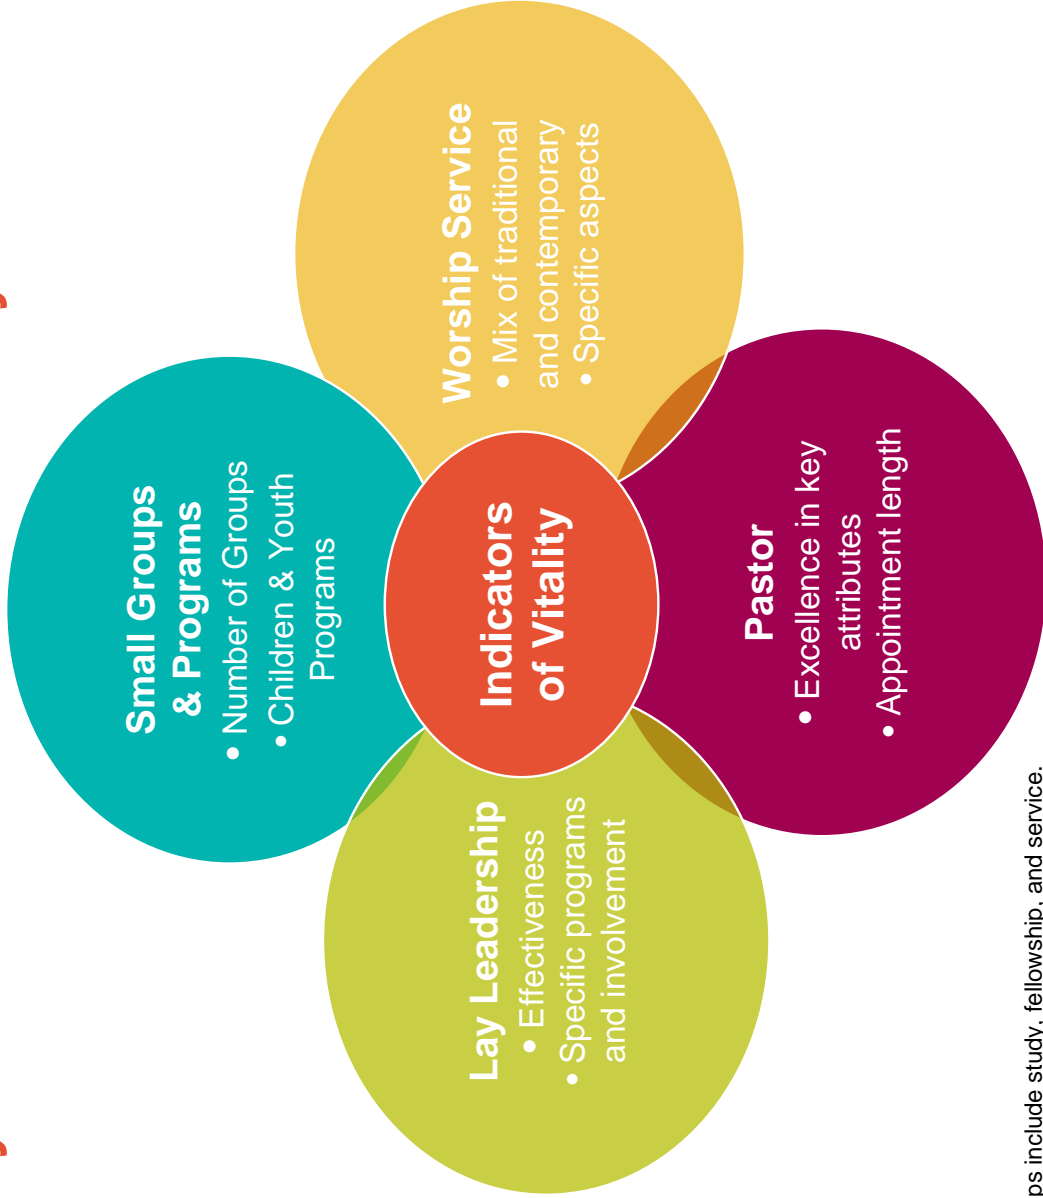 Small Groups
& Programs
• Number of Groups
• Children & Youth
Programs
Lay Leadership
• Effectiveness
• Specific programs
and involvement
Indicators
of Vitality
Worship Service
• Mix of traditional
and contemporary
• Specific aspects
Pastor
• Excellence in key
attributes
• Appointment length
include study, fellowship, and service.